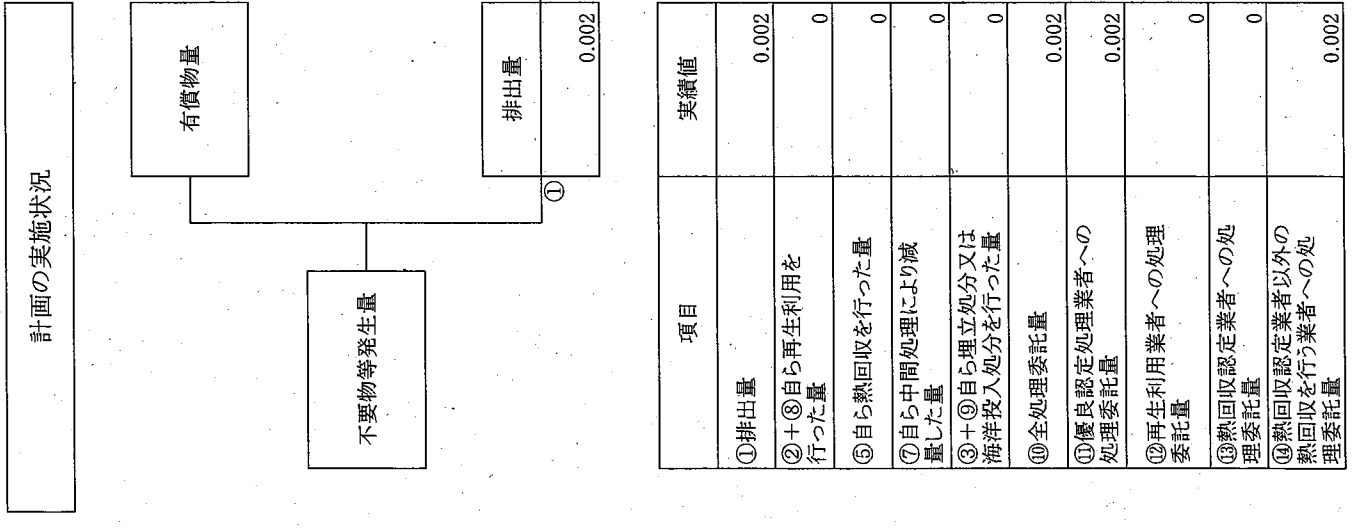 計画の実施状況
有償物量
不要物等発生量
排出量
①
0.002
項目
実績値
①排出量
0.002
②+⑧自ら再生利用を
行った量
0
⑤自ら熱回収を行った量
0
⑦自ら中間処理により減
量した量
0
③+⑨自ら埋立処分又は
海洋投入処分を行った量
0
⑩全処理委託量
0.002
⑪優良認定処理業者への
処理委託量
0.002
⑫再生利用業者への処理
委託量
0
⑬熱回収認定業者への処
理委託量
0
⑭熱回収認定業者以外の
熱回収を行う業者への処
理委託量
0.002